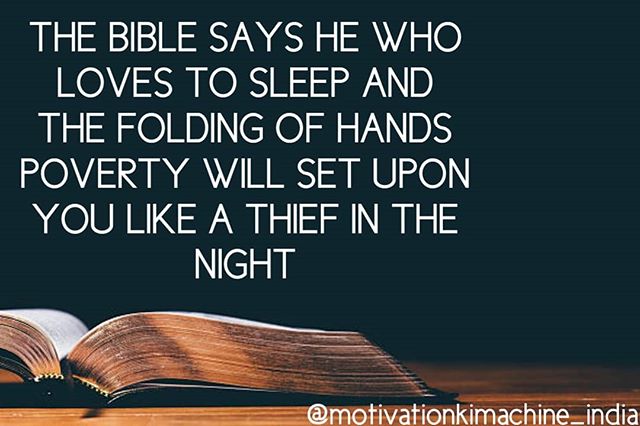 THE BIBLE SAYS HE WHO
LOVES TO SLEEP AND
THE FOLDING OF HANDS
POVERTY WILL SET UPON
YOU LIKE A THIEF IN THE
NIGHT
@motivationkimachine_india